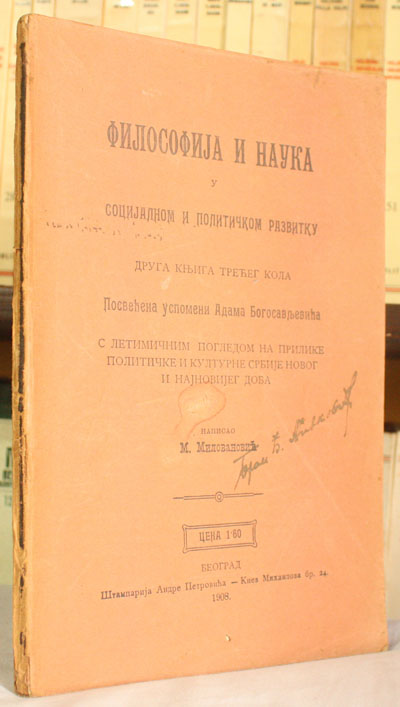 ФИЛОСОФИЈА И НАУКА
У
СОЦИЈАЛНОМ И ПОЛИТИЧКОМ РАЗВИТКУ
ДРУГА КЊИГА ТРЕЋЕГ КОЛА
Посвећена успомени Адама Богосављевића
С ЛЕТИМИЧНИМ ПОГЛЕДОМ НА ПРИЛИКЕ
ПОЛИТИЧКЕ И КУЛТУРНЕ СРБИЈЕ НОВОГ
И НАЈНОВИЈЕГ ДОБА
НАПИСАО
М. Миловановић
ЦЕНА 1·60
БЕОГРАД
Штампарија Андре Петровића — Кнез Михаилова бр. 24.
1908.